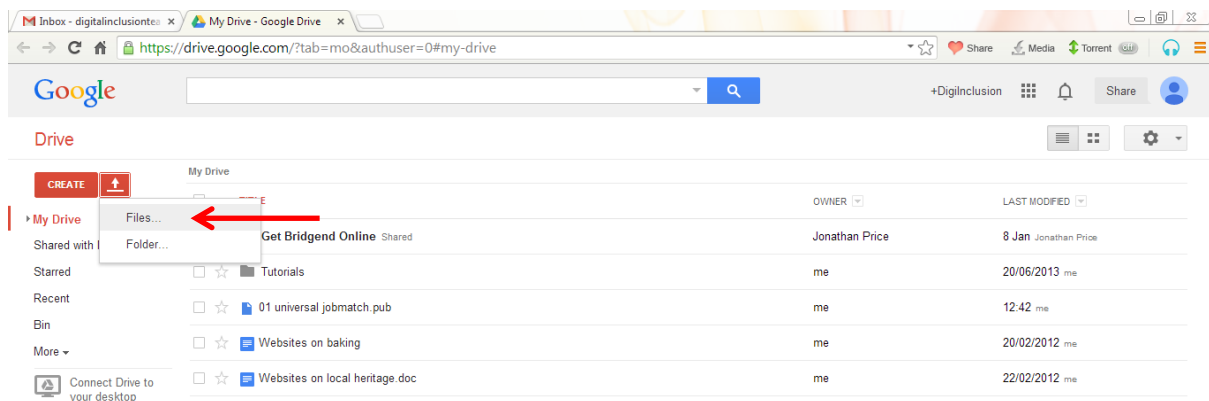 Inbox - digitalinclusiontea
My Drive - Google Drive
https://drive.google.com/?tab=mo&authuser=0#my-drive
Share Media Torrent
Google
+DigiInclusion Share
Drive
CREATE
My Drive
OWNER LAST MODIFIED
My Drive
Files...
Get Bridgend Online Shared Jonathan Price 8 Jan Jonathan Price
Shared with
Folder...
Starred
Tutorials me 20/06/2013 me
Recent
01 universal jobmatch.pub me 12:42 me
Bin
Websites on baking me 20/02/2012 me
More
Connect Drive to
your desktop
Websites on local heritage.doc me 22/02/2012 me